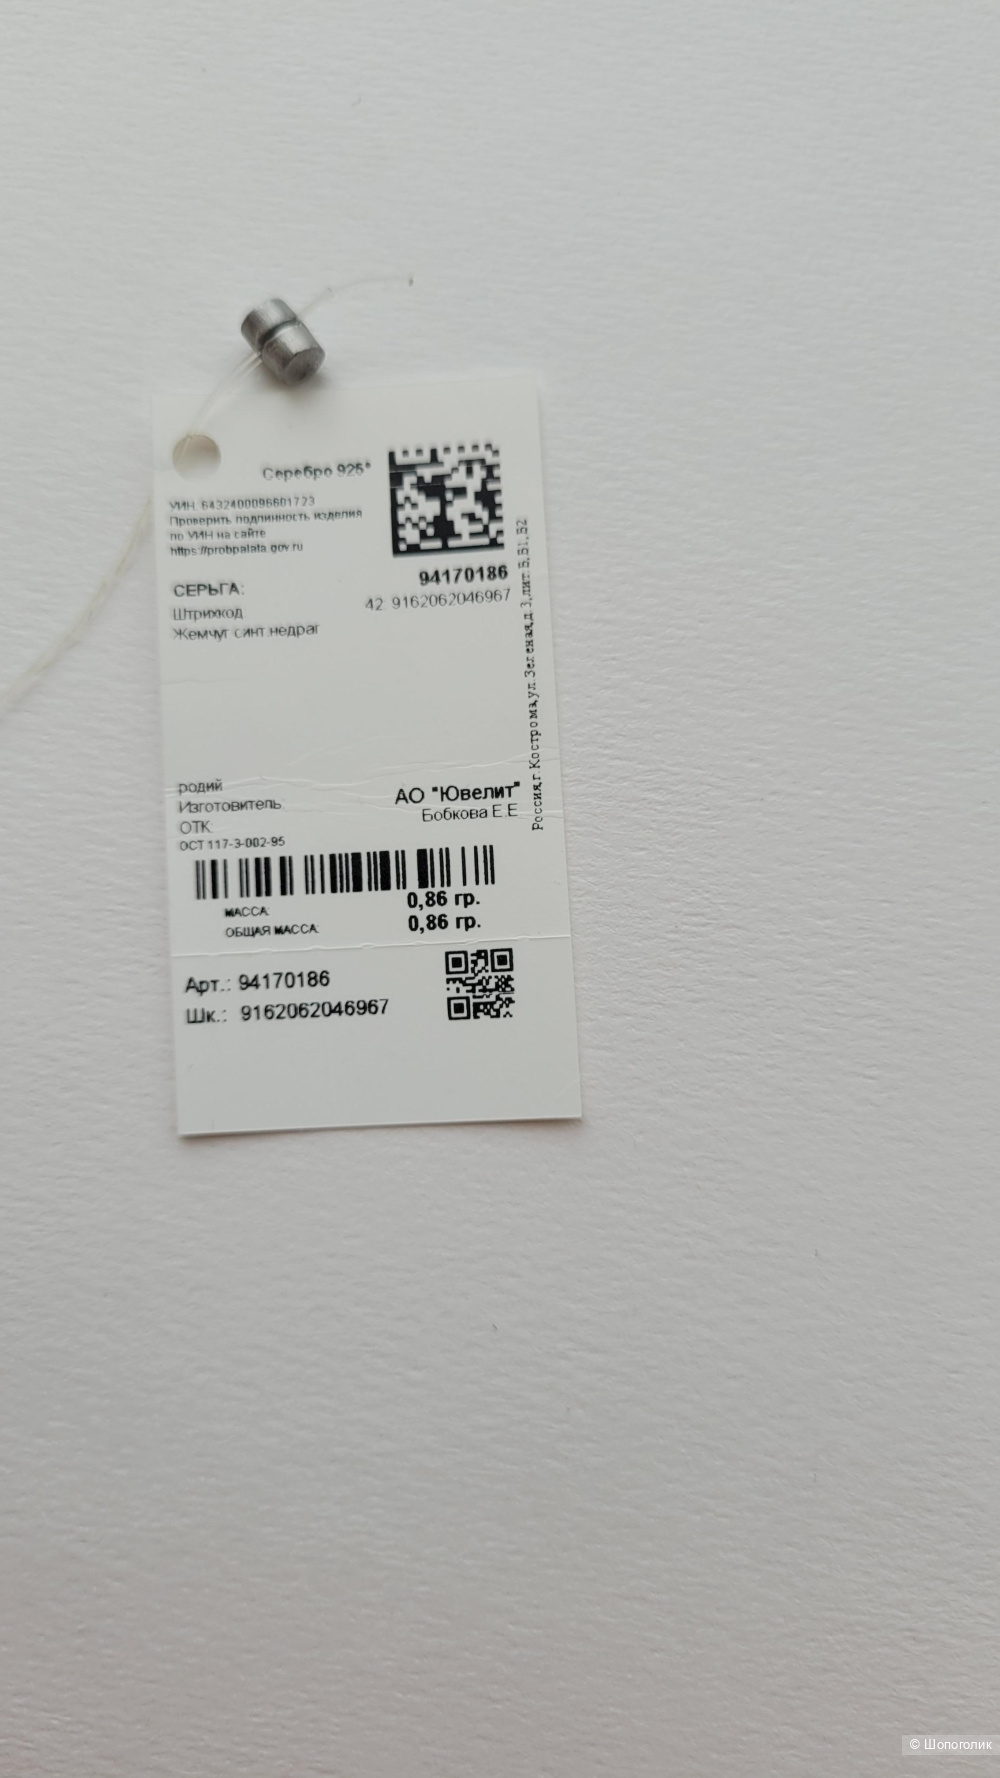 Серебро 925*
УИН: 6432400096601723
Проверить подлинность изделия
по УИН на сайте
https://probpalata.gov.ru
94170186
СЕРЬГА:
Штрихкод
42: 9162062046967
Жемчуг синт.недраг
Россия,г.Кострома,ул.Зеленая,д.3,лит.Б,Б1,Б2
родий
Изготовитель: АО "Ювелит"
ОТК: Бобкова Е.Е
ОСТ 117-3-002-95
МАССА: 0,86 гр.
ОБЩАЯ МАССА: 0,86 гр.
Арт.: 94170186
Шк.: 9162062046967
© Шопоголик